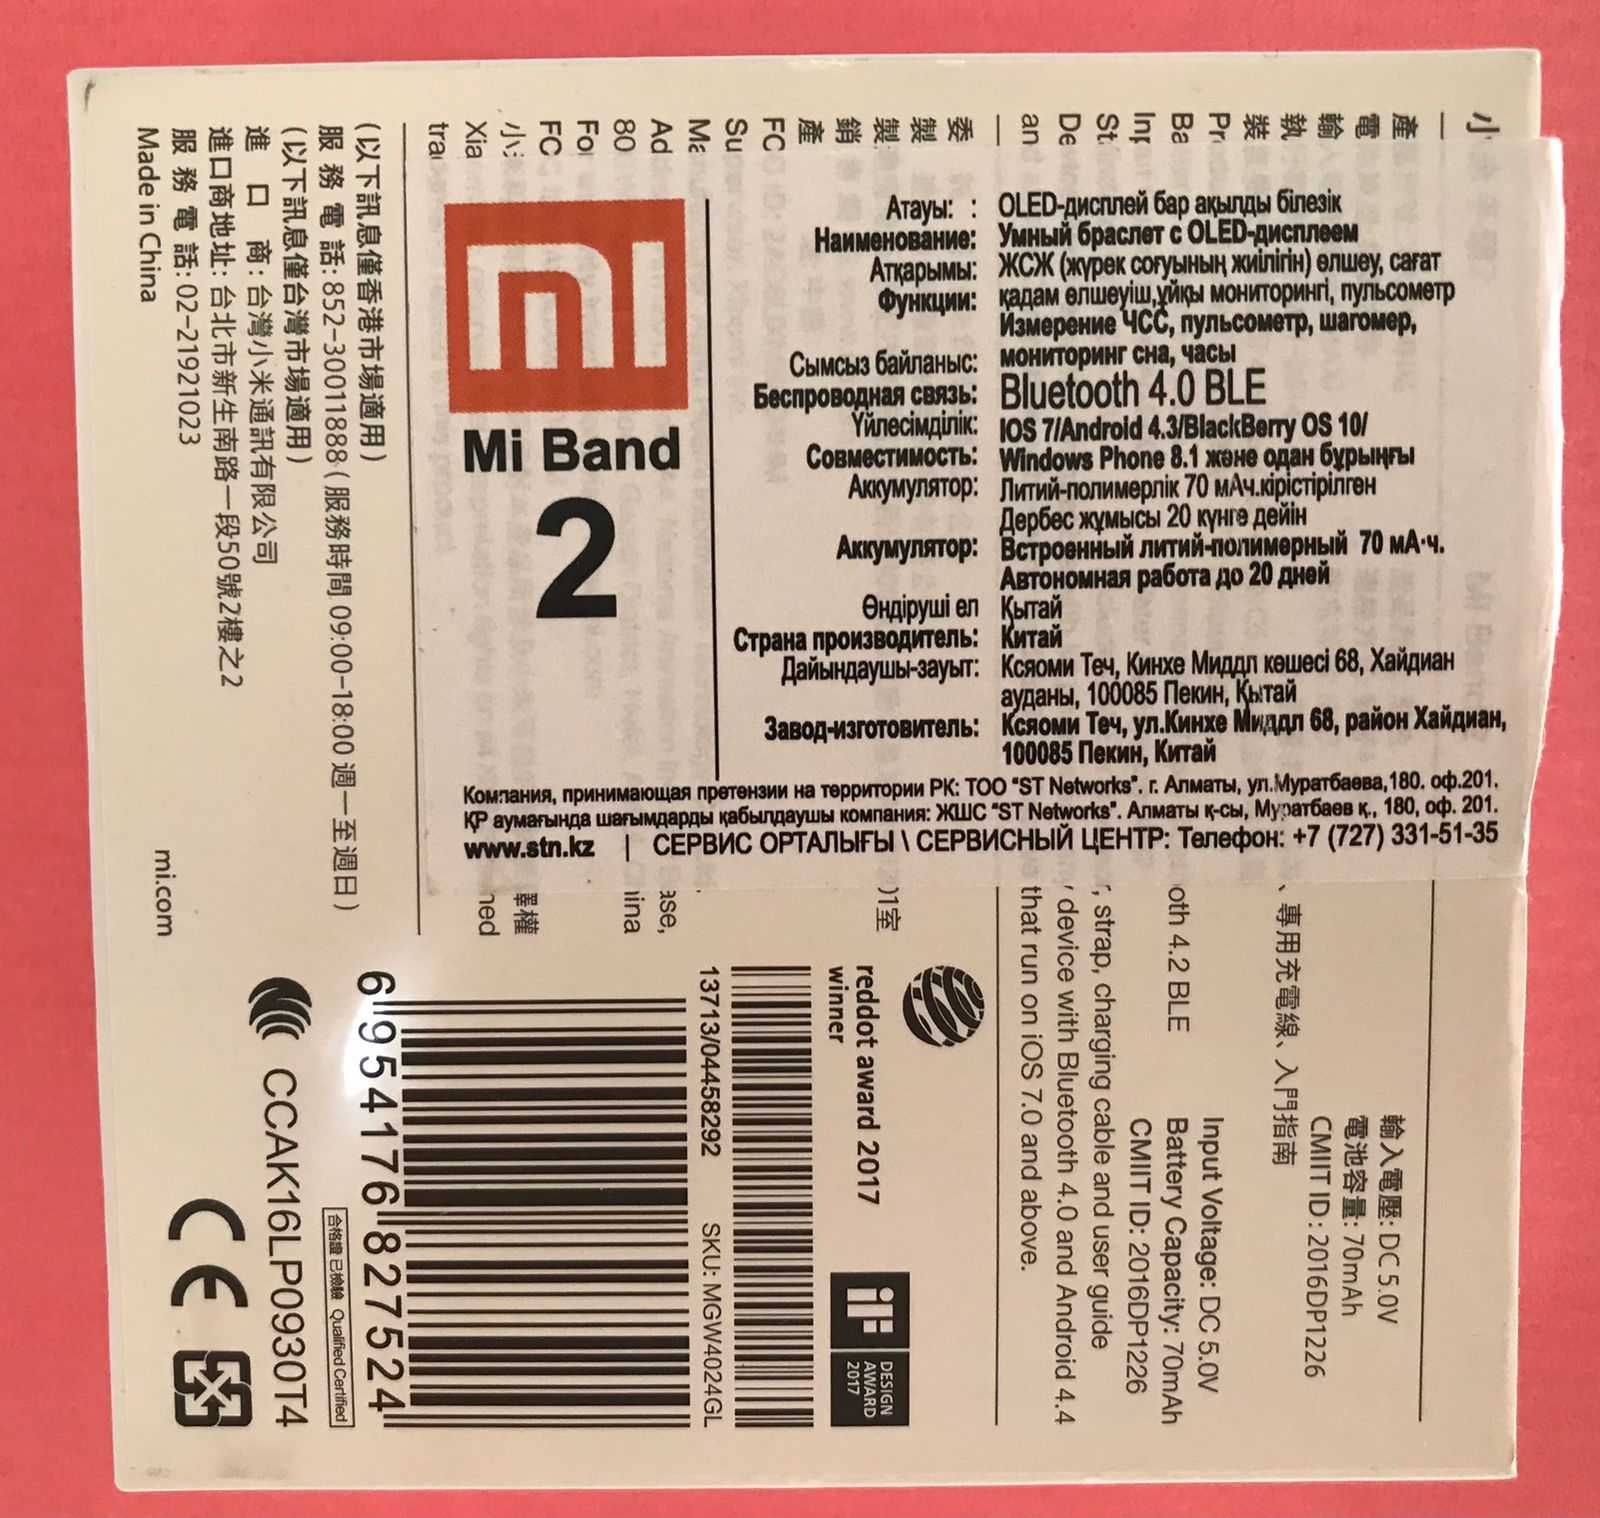 mi
Mi Band
2
Атауы: : OLED-дисплей бар ақылды білезік
Наименование: Умный браслет с OLED-дисплеем
Атқарымы: ЖСЖ (жүрек соғуының жиілігін) өлшеу, сағат
Функции: қадам өлшеуіш,ұйқы мониторингі, пульсометр
Измерение ЧСС, пульсометр, шагомер,
мониторинг сна, часы
Сымсыз байланыс:
Беспроводная связь: Bluetooth 4.0 BLE
Үйлесімділік: IOS 7/Android 4.3/BlackBerry OS 10/
Совместимость: Windows Phone 8.1 және одан бұрыңғы
Аккумулятор: Литий-полимерлік 70 мАч.кірістірілген
Дербес жұмысы 20 күнге дейін
Аккумулятор: Встроенный литий-полимерный 70 мА·ч.
Автономная работа до 20 дней
Өндіруші ел Қытай
Страна производитель: Китай
Дайындаушы-зауыт: Ксяоми Теч, Кинхе Миддл көшесі 68, Хайдиан
ауданы, 100085 Пекин, Қытай
Завод-изготовитель: Ксяоми Теч, ул.Кинхе Миддл 68, район Хайдиан,
100085 Пекин, Китай
Компания, принимающая претензии на территории РК: ТОО "ST Networks". г. Алматы, ул.Муратбаева,180. оф.201.
ҚР аумағында шағымдарды қабылдаушы компания: ЖШС "ST Networks". Алматы қ-сы, Муратбаев қ., 180, оф. 201.
www.stn.kz | СЕРВИС ОРТАЛЫҒЫ \ СЕРВИСНЫЙ ЦЕНТР: Телефон: +7 (727) 331-51-35
輸入電壓: DC 5.0V
電池容量: 70mAh
CMIIT ID: 2016DP1226
、專用充電線、入門指南
Input Voltage: DC 5.0V
Battery Capacity: 70mAh
oth 4.2 BLE
CMIIT ID: 2016DP1226
, strap, charging cable and user guide
device with Bluetooth 4.0 and Android 4.4
that run on iOS 7.0 and above.
01室
reddot award 2017
winner
iF
DESIGN
AWARD
2017
13713/04458292 SKU: MGW4024GL
6 954176 827524
(以下訊息僅香港市場適用)
服務電話: 852-30011888 (服務時間 09:00-18:00 週一至週日)
(以下訊息僅台灣市場適用)
進口商: 台灣小米通訊有限公司
進口商地址: 台北市新生南路一段50號2樓之2
服務電話: 02-21921023
Made in China
mi.com
合格證 已檢驗 Qualified Certified
CCAK16LP0930T4
CE